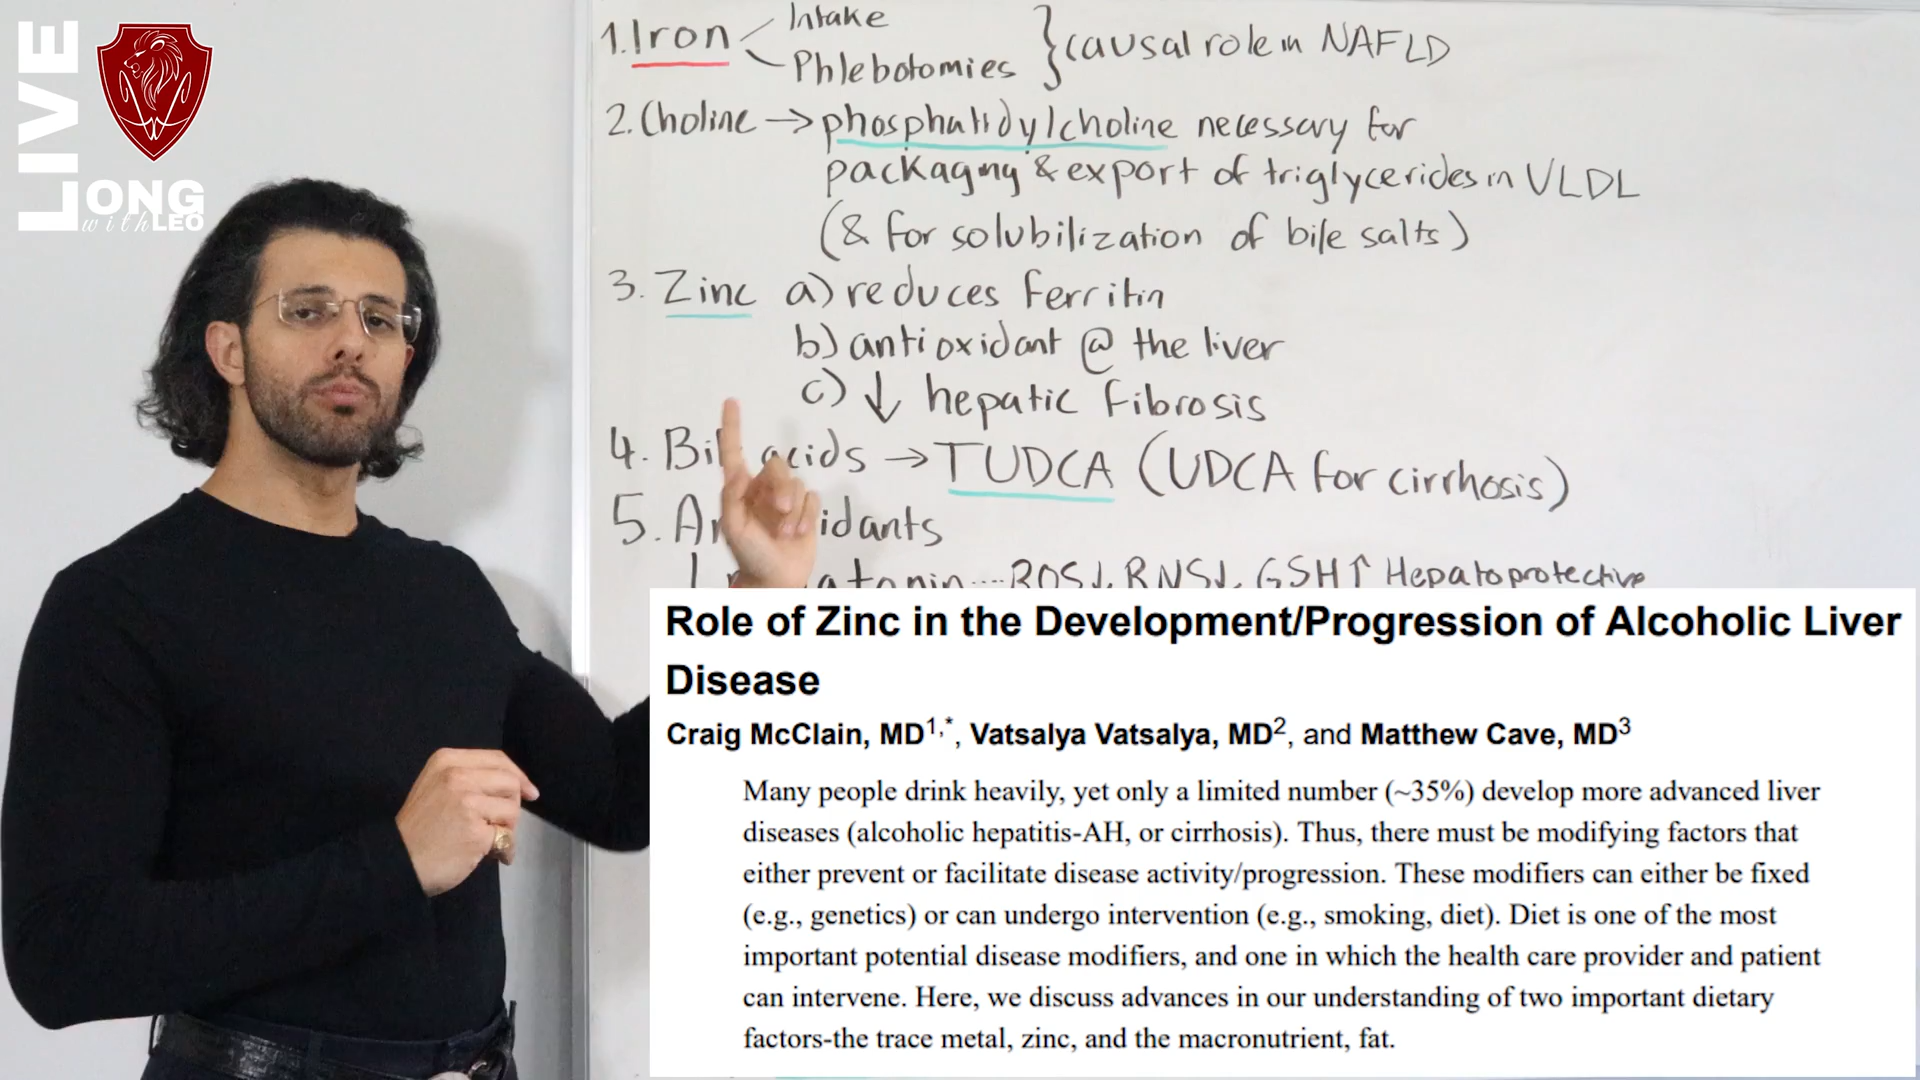 LIVE
LONG
with LEO
1. Iron Intake
Phlebotomies } causal role in NAFLD
2. Choline → phosphatidylcholine necessary for
packaging & export of triglycerides in VLDL
(& for solubilization of bile salts)
3. Zinc a) reduces ferritin
b) antioxidant @ the liver
c) ↓ hepatic fibrosis
4. acids → TUDCA (UDCA for cirrhosis)
5.
ROS↓, RNS↓, GSH↑ Hepatoprotective
Role of Zinc in the Development/Progression of Alcoholic Liver
Disease
Craig McClain, MD1,*, Vatsalya Vatsalya, MD2, and Matthew Cave, MD3
Many people drink heavily, yet only a limited number (~35%) develop more advanced liver
diseases (alcoholic hepatitis-AH, or cirrhosis). Thus, there must be modifying factors that
either prevent or facilitate disease activity/progression. These modifiers can either be fixed
(e.g., genetics) or can undergo intervention (e.g., smoking, diet). Diet is one of the most
important potential disease modifiers, and one in which the health care provider and patient
can intervene. Here, we discuss advances in our understanding of two important dietary
factors-the trace metal, zinc, and the macronutrient, fat.